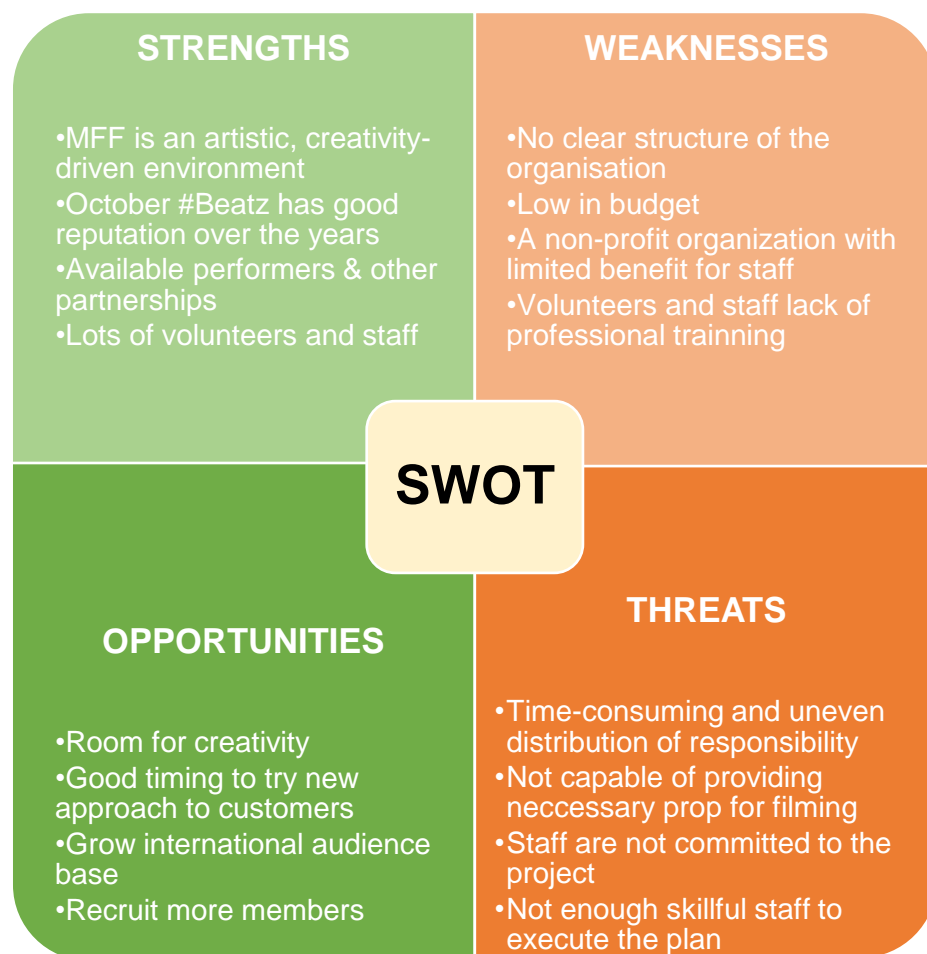 STRENGTHS
•MFF is an artistic, creativity-
driven environment
•October #Beatz has good
reputation over the years
•Available performers & other
partnerships
•Lots of volunteers and staff
WEAKNESSES
•No clear structure of the
organisation
•Low in budget
•A non-profit organization with
limited benefit for staff
•Volunteers and staff lack of
professional trainning
SWOT
OPPORTUNITIES
•Room for creativity
•Good timing to try new
approach to customers
•Grow international audience
base
•Recruit more members
THREATS
•Time-consuming and uneven
distribution of responsibility
•Not capable of providing
neccessary prop for filming
•Staff are not committed to the
project
•Not enough skillful staff to
execute the plan